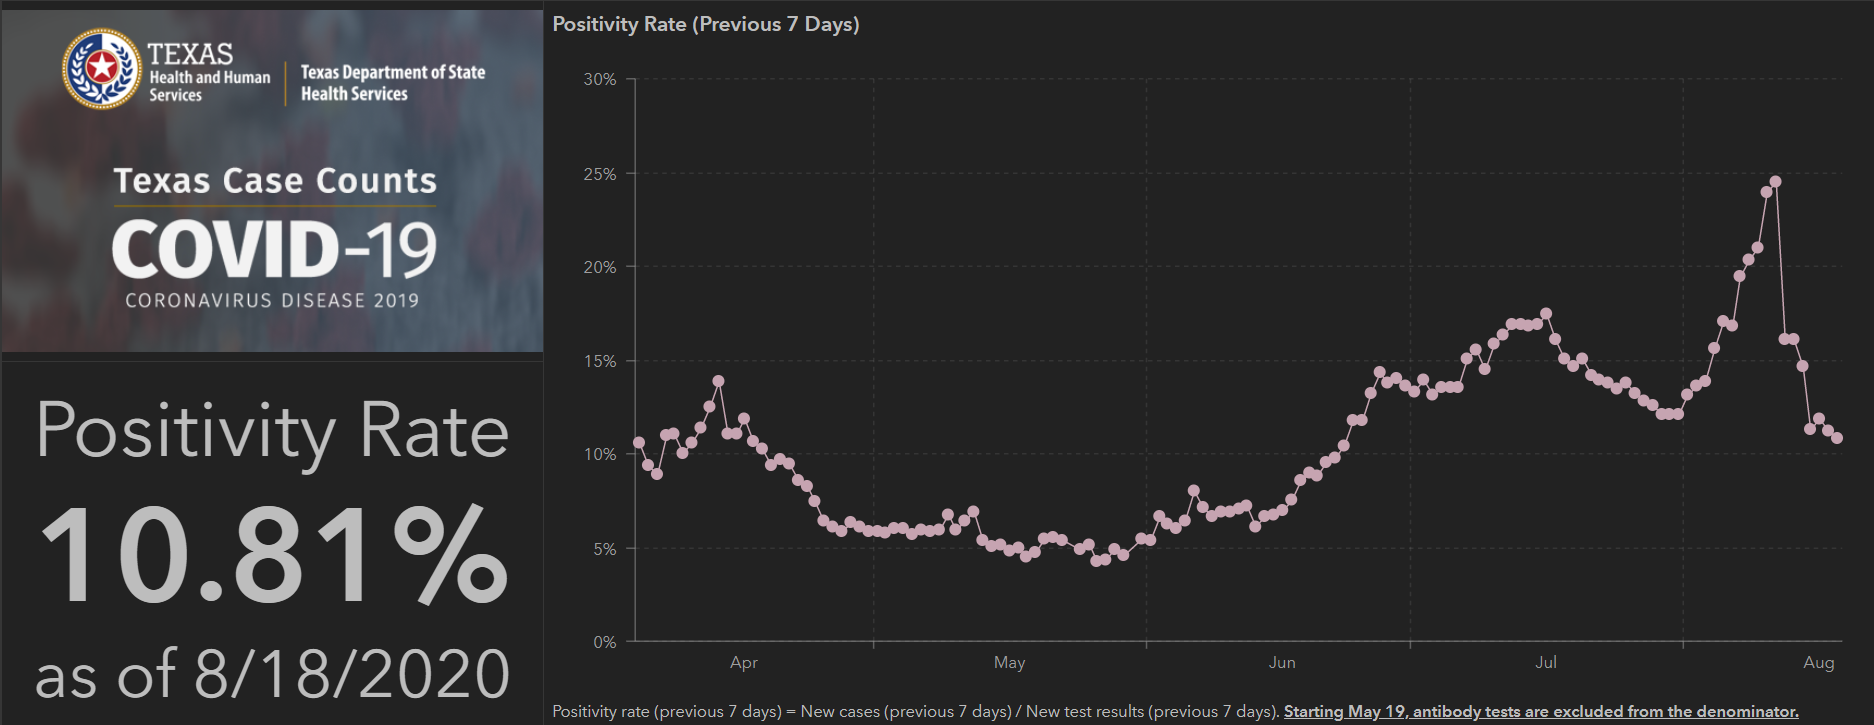 TEXAS
Health and Human
Services
Texas Department of State
Health Services
Texas Case Counts
COVID-19
CORONAVIRUS DISEASE 2019
Positivity Rate
10.81%
as of 8/18/2020
Positivity Rate (Previous 7 Days)
30%
25%
20%
15%
10%
5%
0%
Apr
May
Jun
Jul
Aug
Positivity rate (previous 7 days) = New cases (previous 7 days) / New test results (previous 7 days). Starting May 19, antibody tests are excluded from the denominator.